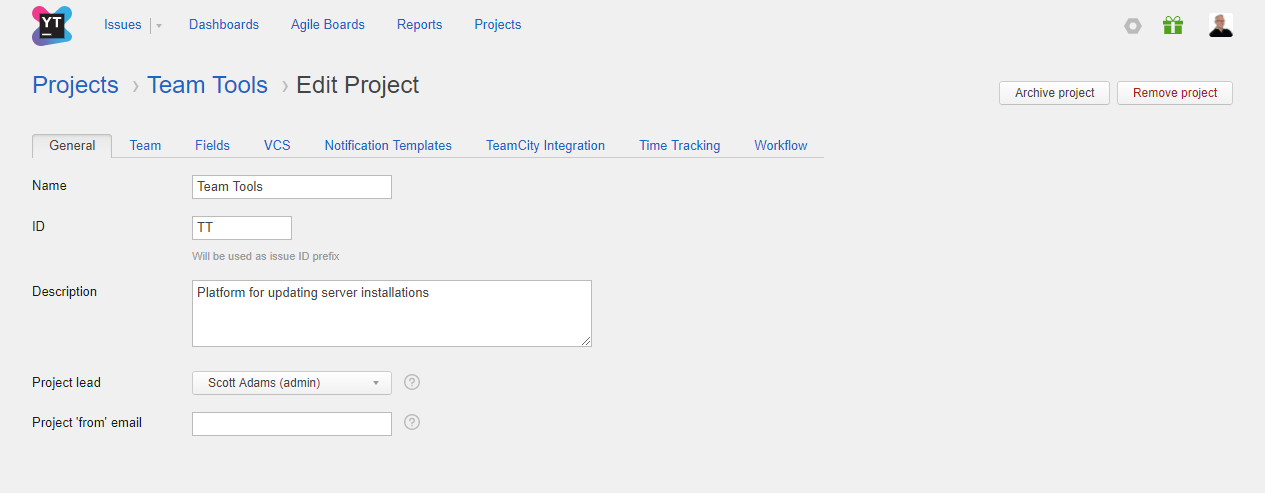 YT
Issues Dashboards Agile Boards Reports Projects
Projects › Team Tools › Edit Project
Archive project Remove project
General Team Fields VCS Notification Templates TeamCity Integration Time Tracking Workflow
Name Team Tools
ID TT
Will be used as issue ID prefix
Description Platform for updating server installations
Project lead Scott Adams (admin) ?
Project 'from' email ?